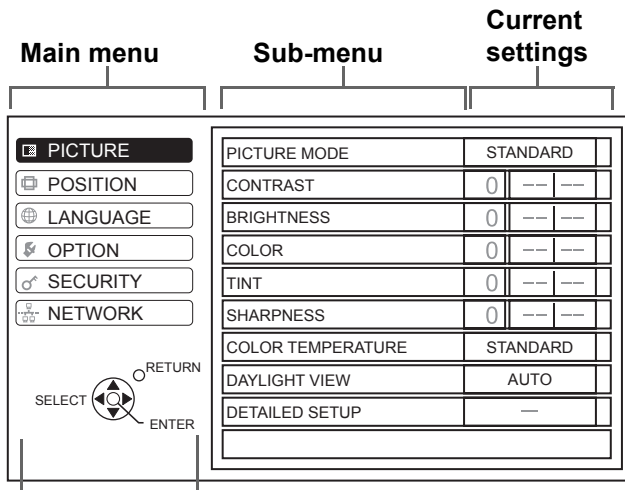 Main menu
Sub-menu
Current
settings
PICTURE
POSITION
LANGUAGE
OPTION
SECURITY
NETWORK
RETURN
SELECT
ENTER
PICTURE MODE STANDARD
CONTRAST 0
BRIGHTNESS 0
COLOR 0
TINT 0
SHARPNESS 0
COLOR TEMPERATURE STANDARD
DAYLIGHT VIEW AUTO
DETAILED SETUP —